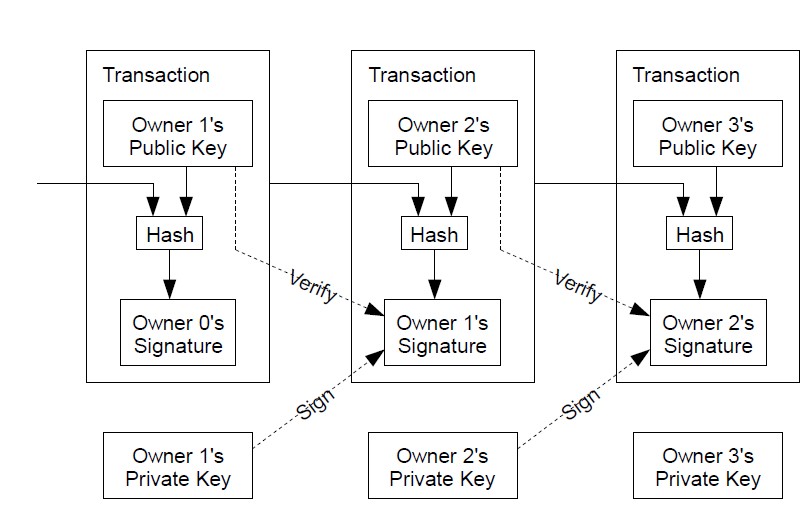 Transaction
Transaction
Transaction
Owner 1's
Public Key
Owner 2's
Public Key
Owner 3's
Public Key
Hash
Hash
Hash
Verify
Verify
Owner 0's
Signature
Owner 1's
Signature
Owner 2's
Signature
Sign
Sign
Owner 1's
Private Key
Owner 2's
Private Key
Owner 3's
Private Key